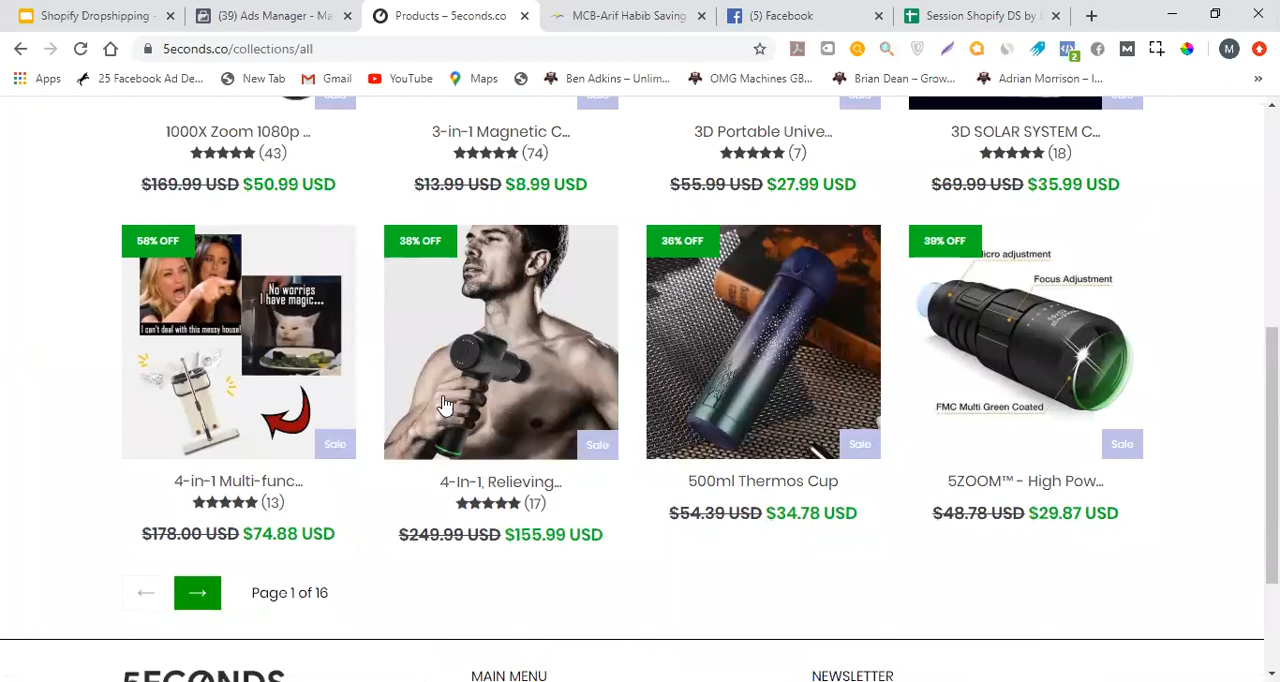 Shopify Dropshipping -
(39) Ads Manager - Ma
Products – 5econds.co
MCB-Arif Habib Saving
(5) Facebook
Session Shopify DS by
5econds.co/collections/all
2
M
Apps
25 Facebook Ad De...
New Tab
Gmail
YouTube
Maps
Ben Adkins – Unlim...
OMG Machines GB...
Brian Dean – Grow...
Adrian Morrison – I...
1000X Zoom 1080p ...
(43)
$169.99 USD $50.99 USD
3-in-1 Magnetic C...
(74)
$13.99 USD $8.99 USD
3D Portable Unive...
(7)
$55.99 USD $27.99 USD
3D SOLAR SYSTEM C...
(18)
$69.99 USD $35.99 USD
58% OFF
I can't deal with this messy house!
No worries
I have magic...
Sale
4-in-1 Multi-func...
(13)
$178.00 USD $74.88 USD
38% OFF
Sale
4-In-1, Relieving...
(17)
$249.99 USD $155.99 USD
36% OFF
Sale
500ml Thermos Cup
$54.39 USD $34.78 USD
39% OFF
icro adjustment
Focus Adjustment
FMC Multi Green Coated
Sale
5ZOOM™ - High Pow...
$48.78 USD $29.87 USD
← → Page 1 of 16
5ECONDS
MAIN MENU
NEWSLETTER